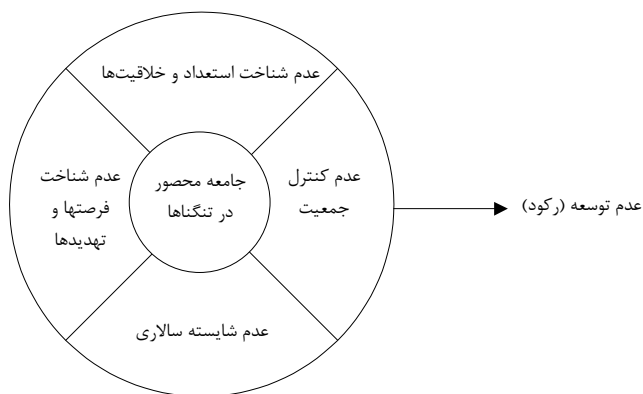 عدم شناخت استعداد و خلاقیت‌ها
عدم کنترل
جمعیت
جامعه محصور
در تنگناها
عدم شناخت
فرصتها و
تهدیدها
عدم شایسته سالاری
عدم توسعه (رکود)